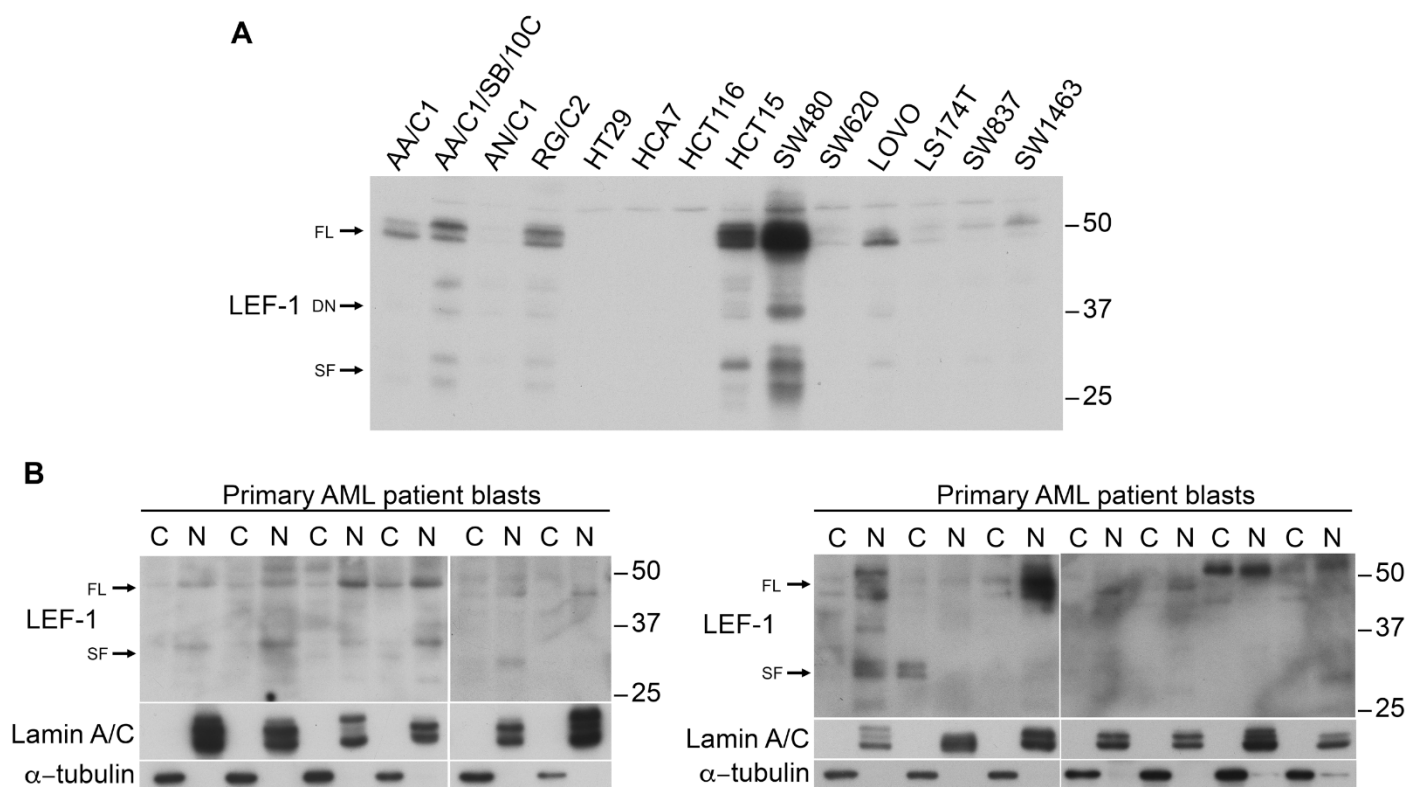 A
AA/C1 AA/C1/SB/10C AN/C1 RG/C2 HT29 HCA7 HCT116 HCT15 SW480 SW620 LOVO LS174T SW837 SW1463
FL
–50
LEF-1 DN
–37
SF
–25
B
Primary AML patient blasts
C N C N C N C N C N C N
FL
–50
LEF-1
–37
SF
–25
Lamin A/C
α–tubulin
Primary AML patient blasts
C N C N C N C N C N C N C N
FL
–50
LEF-1
–37
SF
–25
Lamin A/C
α–tubulin